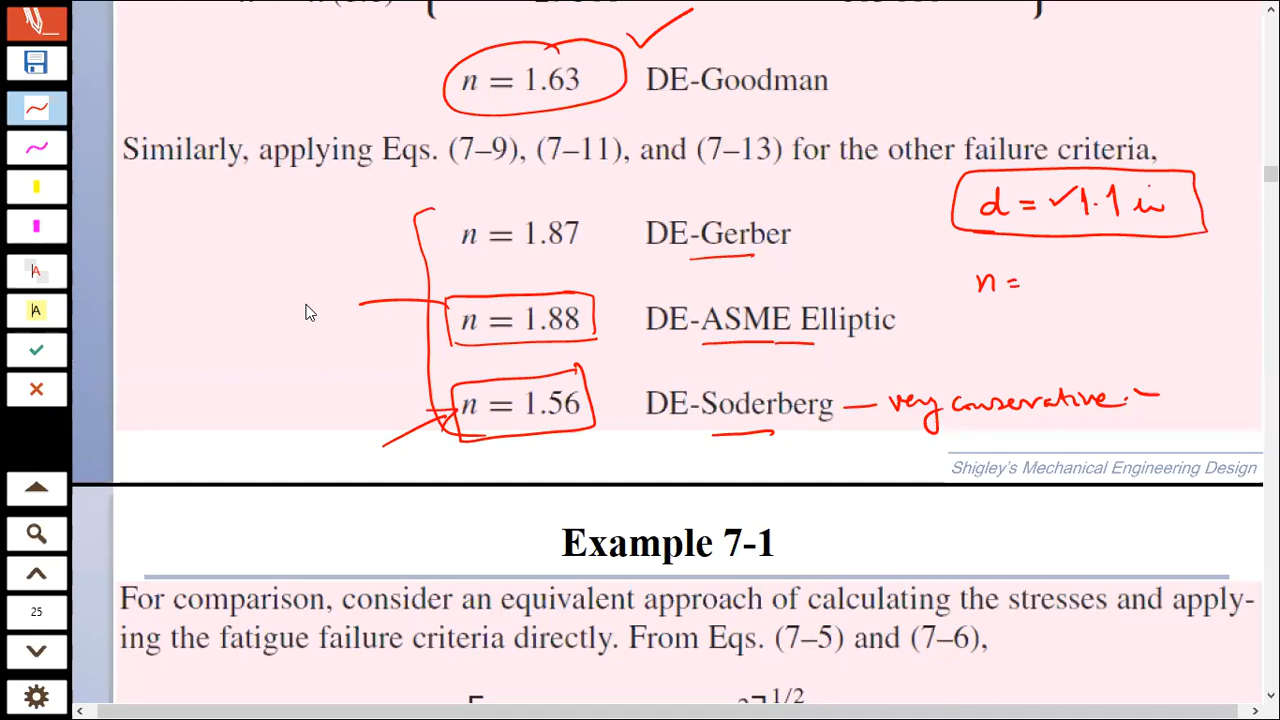 n = 1.63 DE-Goodman
Similarly, applying Eqs. (7–9), (7–11), and (7–13) for the other failure criteria,
d = 1.1 in
n = 1.87 DE-Gerber
n =
n = 1.88 DE-ASME Elliptic
n = 1.56 DE-Soderberg — very conservative.
Shigley's Mechanical Engineering Design
Example 7-1
For comparison, consider an equivalent approach of calculating the stresses and apply-
ing the fatigue failure criteria directly. From Eqs. (7–5) and (7–6),
25